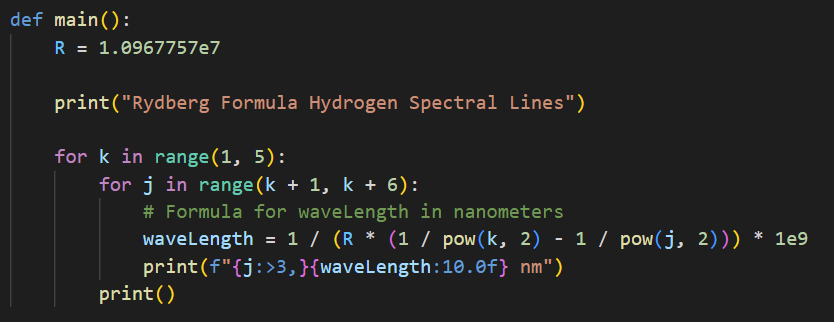 def main():
    R = 1.0967757e7

    print("Rydberg Formula Hydrogen Spectral Lines")

    for k in range(1, 5):
        for j in range(k + 1, k + 6):
            # Formula for waveLength in nanometers
            waveLength = 1 / (R * (1 / pow(k, 2) - 1 / pow(j, 2))) * 1e9
            print(f"{j:>3,}{waveLength:10.0f} nm")
        print()